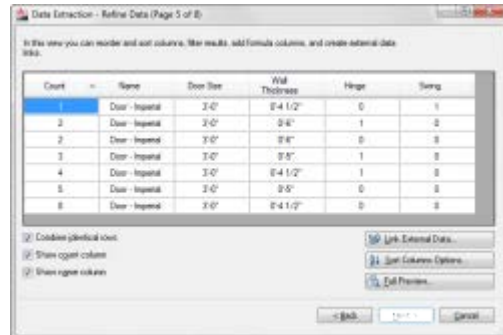 Data Extraction - Refine Data (Page 5 of 8)
In this view you can reorder and sort columns, filter results, add formula columns, and create external data
links.
Count Name Door Size Wall Thickness Hinge Swing
1 Door - Imperial 3'-0" 0'-4 1/2" 0 1
2 Door - Imperial 3'-0" 0'-6" 1 0
2 Door - Imperial 3'-0" 0'-6" 0 0
3 Door - Imperial 3'-0" 0'-5" 1 0
4 Door - Imperial 3'-0" 0'-4 1/2" 1 0
5 Door - Imperial 3'-0" 0'-5" 0 0
8 Door - Imperial 3'-0" 0'-4 1/2" 0 0
Combine identical rows
Show count column
Show name column
Link External Data...
Sort Columns Options...
Full Preview...
< Back Next > Cancel